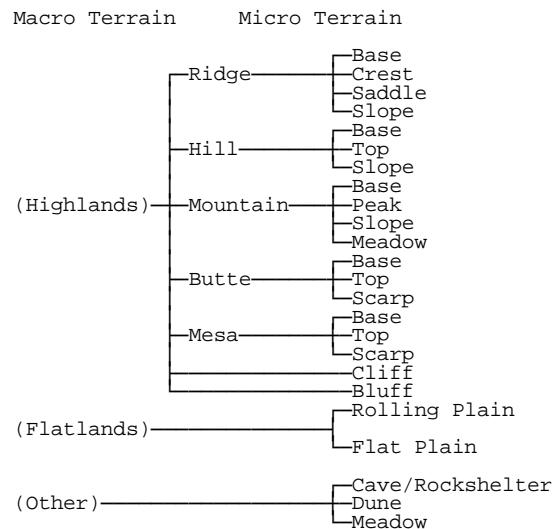 Macro Terrain Micro Terrain
Base
Ridge Crest
Saddle
Slope
Base
Hill Top
Slope
Base
(Highlands) Mountain Peak
Slope
Meadow
Base
Butte Top
Scarp
Base
Mesa Top
Scarp
Cliff
Bluff
Rolling Plain
(Flatlands)
Flat Plain
Cave/Rockshelter
(Other) Dune
Meadow